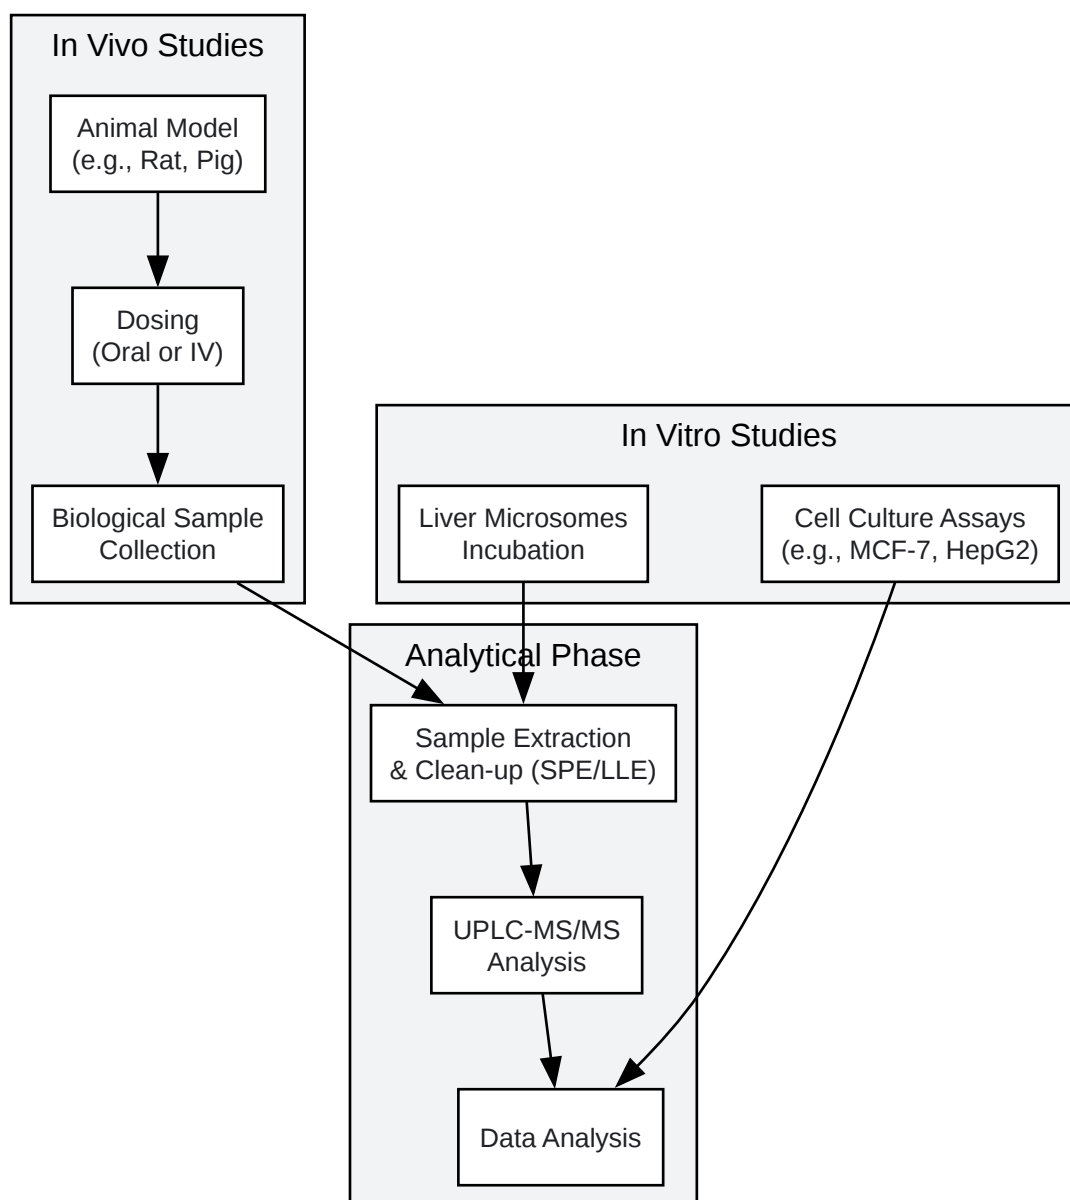 In Vivo Studies
Animal Model
(e.g., Rat, Pig)
Dosing
(Oral or IV)
Biological Sample
Collection
In Vitro Studies
Liver Microsomes
Incubation
Cell Culture Assays
(e.g., MCF-7, HepG2)
Analytical Phase
Sample Extraction
& Clean-up (SPE/LLE)
UPLC-MS/MS
Analysis
Data Analysis